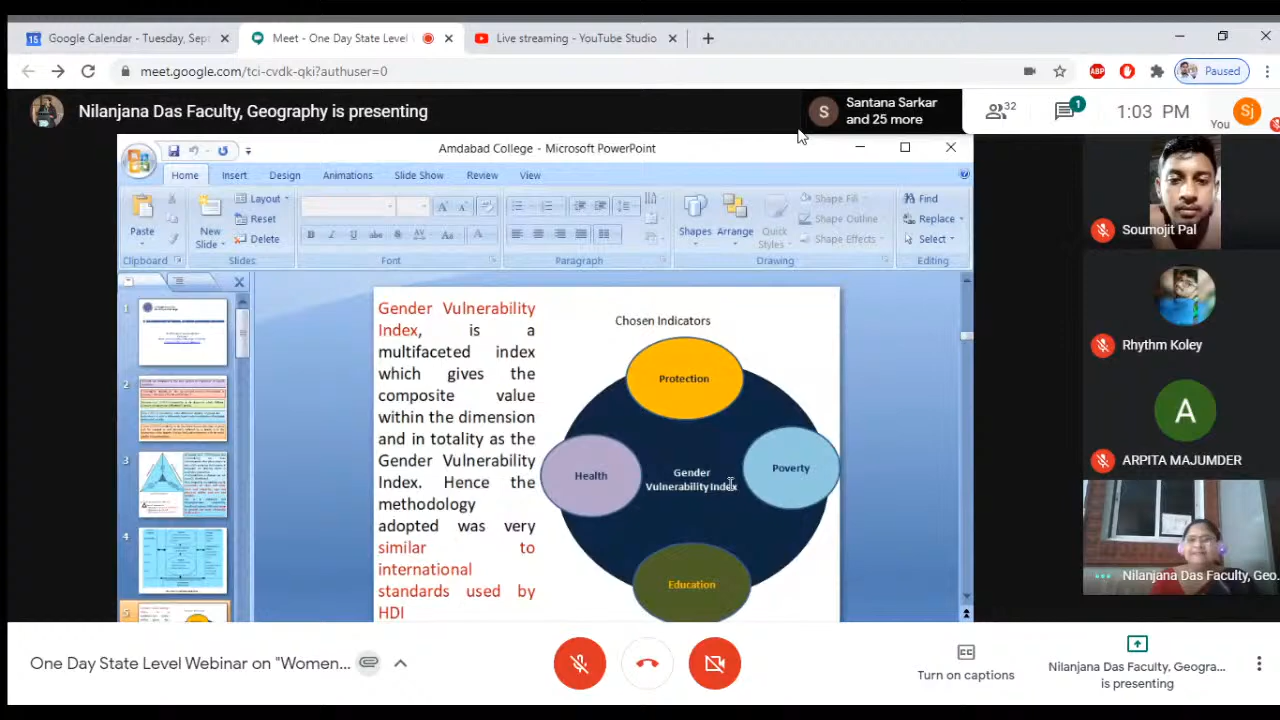 Google Calendar - Tuesday, Sept
Meet - One Day State Level
Live streaming - YouTube Studio
meet.google.com/tci-cvdk-qki?authuser=0
ABP
Paused
Nilanjana Das Faculty, Geography is presenting
S
Santana Sarkar
and 25 more
32
1
1:03 PM
You
Sj
Amdabad College - Microsoft PowerPoint
Home
Insert
Design
Animations
Slide Show
Review
View
Paste
Clipboard
New
Slide
Layout
Reset
Delete
Slides
Font
Paragraph
Shapes
Arrange
Quick
Styles
Shape Fill
Shape Outline
Shape Effects
Drawing
Find
Replace
Select
Editing
1
2
3
4
5
Gender Vulnerability
Index, is a
multifaceted index
which gives the
composite value
within the dimension
and in totality as the
Gender Vulnerability
Index. Hence the
methodology
adopted was very
similar to
international
standards used by
HDI
Chosen Indicators
Protection
Health
Gender
Vulnerability Index
Poverty
Education
Soumojit Pal
Rhythm Koley
A
ARPITA MAJUMDER
Nilanjana Das Faculty, Geo...
One Day State Level Webinar on "Women...
Turn on captions
Nilanjana Das Faculty, Geogra...
is presenting